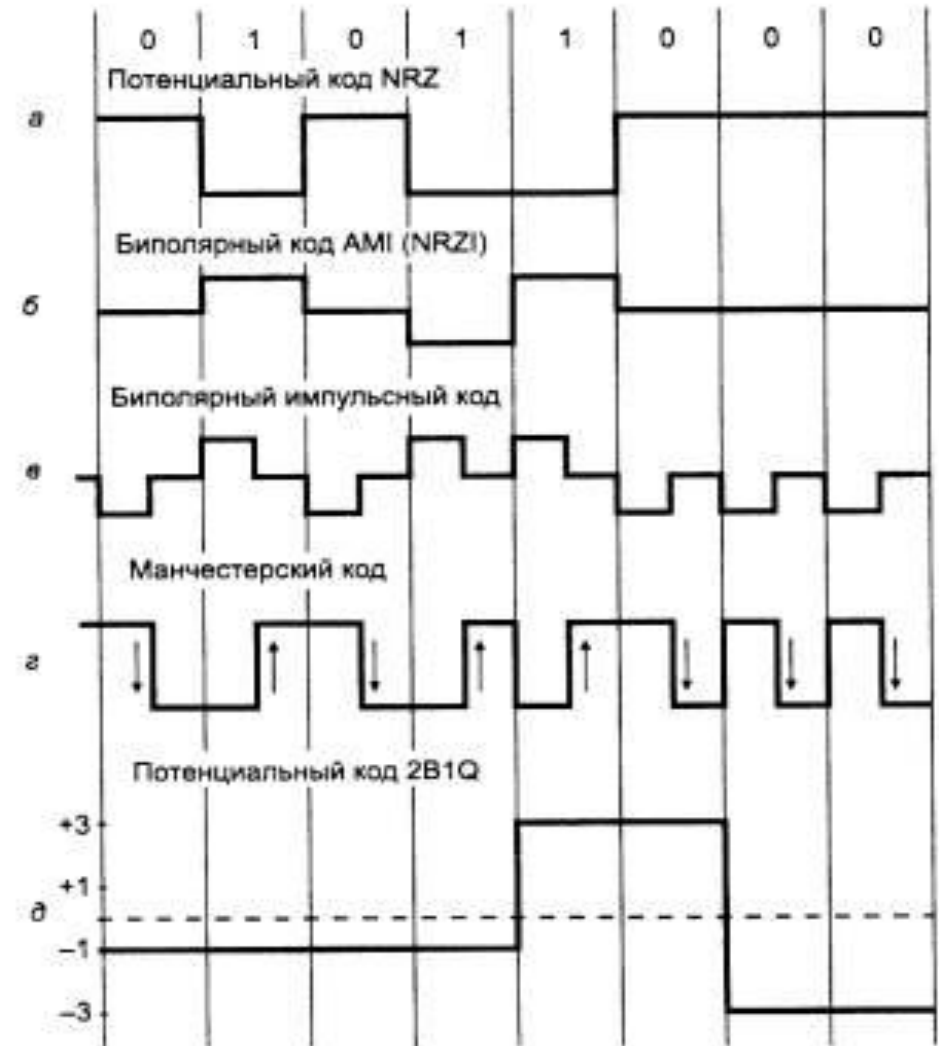 0 1 0 1 1 0 0 0
Потенциальный код NRZ
а
Биполярный код AMI (NRZI)
б
Биполярный импульсный код
в
Манчестерский код
г
Потенциальный код 2B1Q
+3
+1
д
–1
–3